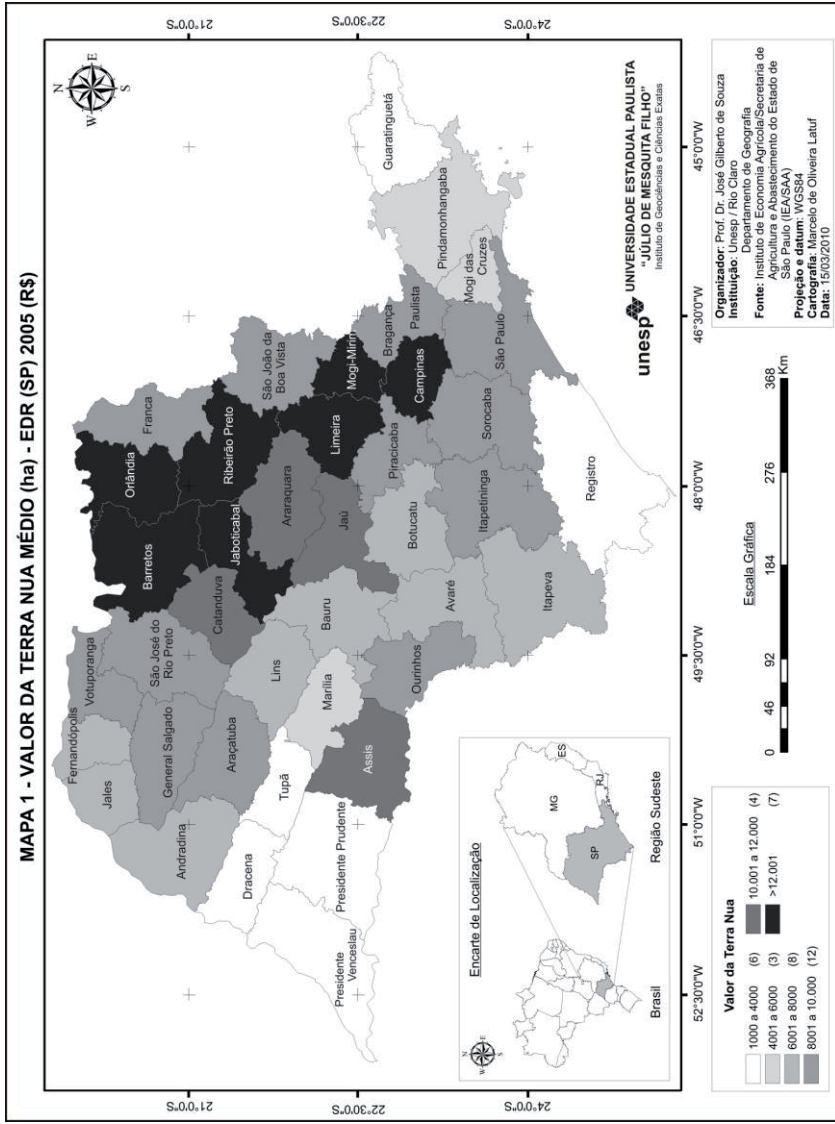 MAPA 1 - VALOR DA TERRA NUA MÉDIO (ha) - EDR (SP) 2005 (R$)
21°0'0"S
22°30'0"S
24°0'0"S
N
W
E
S
Orlândia
Franca
Barretos
Ribeirão Preto
Jaboticabal
São João da
Boa Vista
Mogi-Mirim
Limeira
Araraquara
Catanduva
Jaú
Votuporanga
São José do
Rio Preto
Fernandópolis
Jales
General Salgado
Araçatuba
Andradina
Lins
Bauru
Marília
Tupã
Dracena
Presidente Prudente
Presidente
Venceslau
Assis
Ourinhos
Avaré
Botucatu
Piracicaba
Campinas
Bragança
Paulista
Guaratinguetá
Pindamonhangaba
Mogi das
Cruzes
São Paulo
Sorocaba
Itapetininga
Itapeva
Registro
unesp
UNIVERSIDADE ESTADUAL PAULISTA
"JÚLIO DE MESQUITA FILHO"
Instituto de Geociências e Ciências Exatas
Encarte de Localização
N
W
E
S
MG
ES
RJ
SP
Brasil
Região Sudeste
21°0'0"S
22°30'0"S
24°0'0"S
52°30'0"W
51°0'0"W
49°30'0"W
48°0'0"W
46°30'0"W
45°0'0"W
Valor da Terra Nua
1000 a 4000 (6)
4001 a 6000 (3)
6001 a 8000 (8)
8001 a 10.000 (12)
10.001 a 12.000 (4)
>12.001 (7)
Escala Gráfica
0 46 92 184 276 368
Km
Organizador: Prof. Dr. José Gilberto de Souza
Instituição: Unesp / Rio Claro
Departamento de Geografia
Fonte: Instituto de Economia Agrícola/Secretaria de
Agricultura e Abastecimento do Estado de
São Paulo (IEA/SAA)
Projeção e datum: WGS84
Cartografia: Marcelo de Oliveira Latuf
Data: 15/03/2010